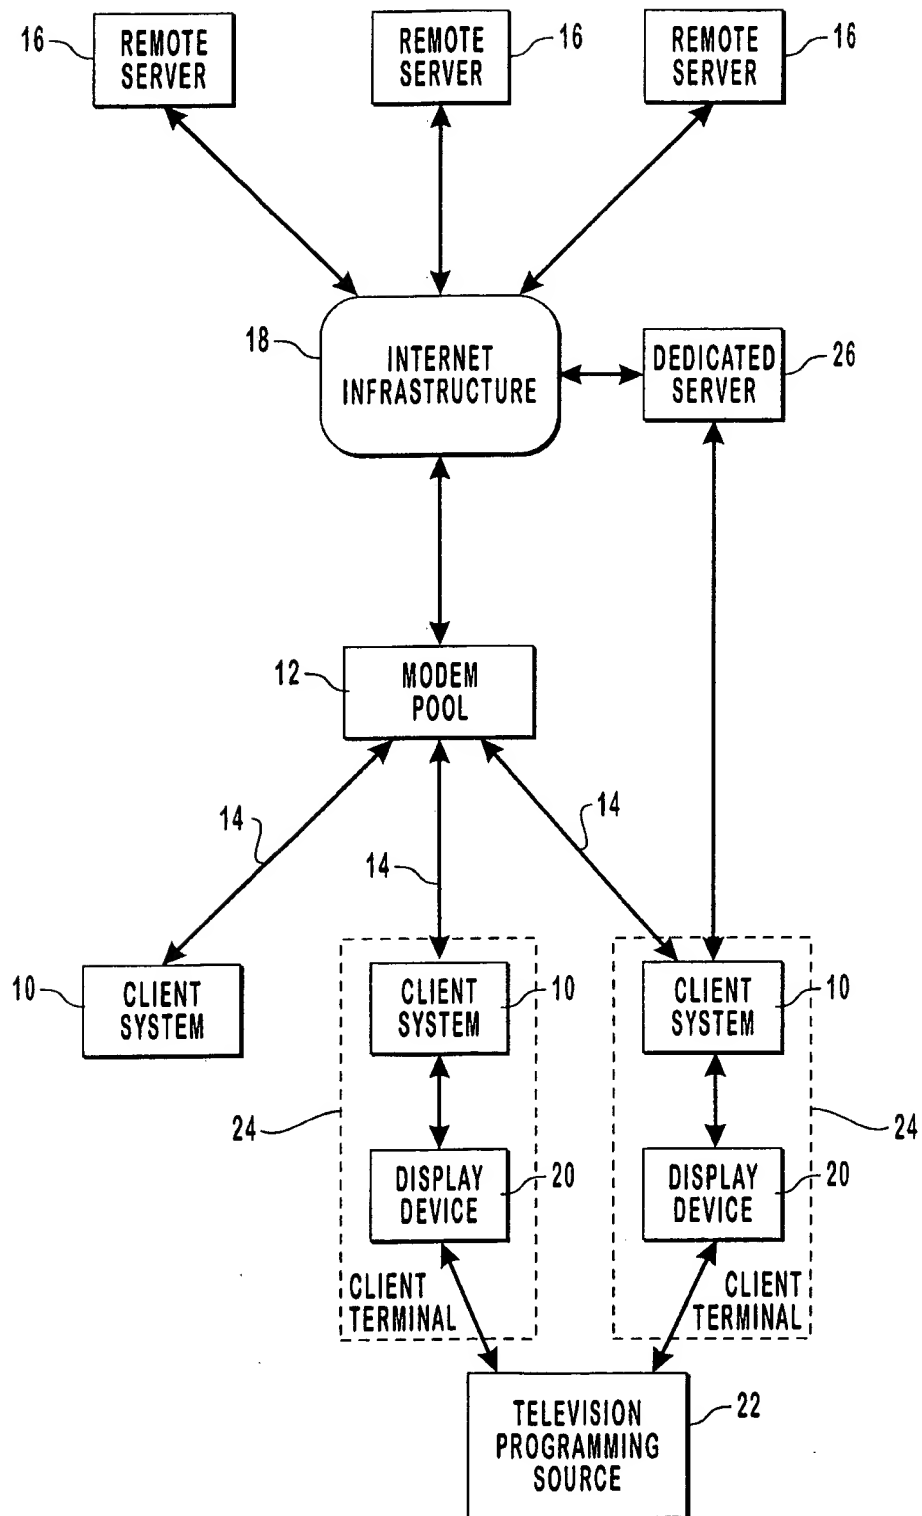 16
REMOTE
SERVER
REMOTE
SERVER
16
REMOTE
SERVER
16
18
INTERNET
INFRASTRUCTURE
DEDICATED
SERVER
26
12
MODEM
POOL
14
14
14
10
CLIENT
SYSTEM
CLIENT
SYSTEM
10
CLIENT
SYSTEM
10
24
24
DISPLAY
DEVICE
20
DISPLAY
DEVICE
20
CLIENT
TERMINAL
CLIENT
TERMINAL
TELEVISION
PROGRAMMING
SOURCE
22